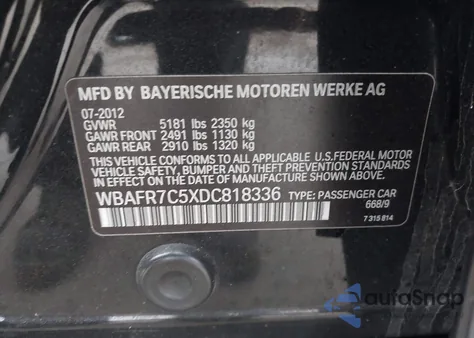 MFD BY BAYERISCHE MOTOREN WERKE AG
07-2012
GVWR 5181 lbs 2350 kg
GAWR FRONT 2491 lbs 1130 kg
GAWR REAR 2910 lbs 1320 kg
THIS VEHICLE CONFORMS TO ALL APPLICABLE U.S.FEDERAL MOTOR
VEHICLE SAFETY, BUMPER, AND THEFT PREVENTION STANDARDS
IN EFFECT ON THE DATE OF MANUFACTURE SHOWN ABOVE.
WBAFR7C5XDC818336 TYPE: PASSENGER CAR
668/9
7 315 814
autoSnap